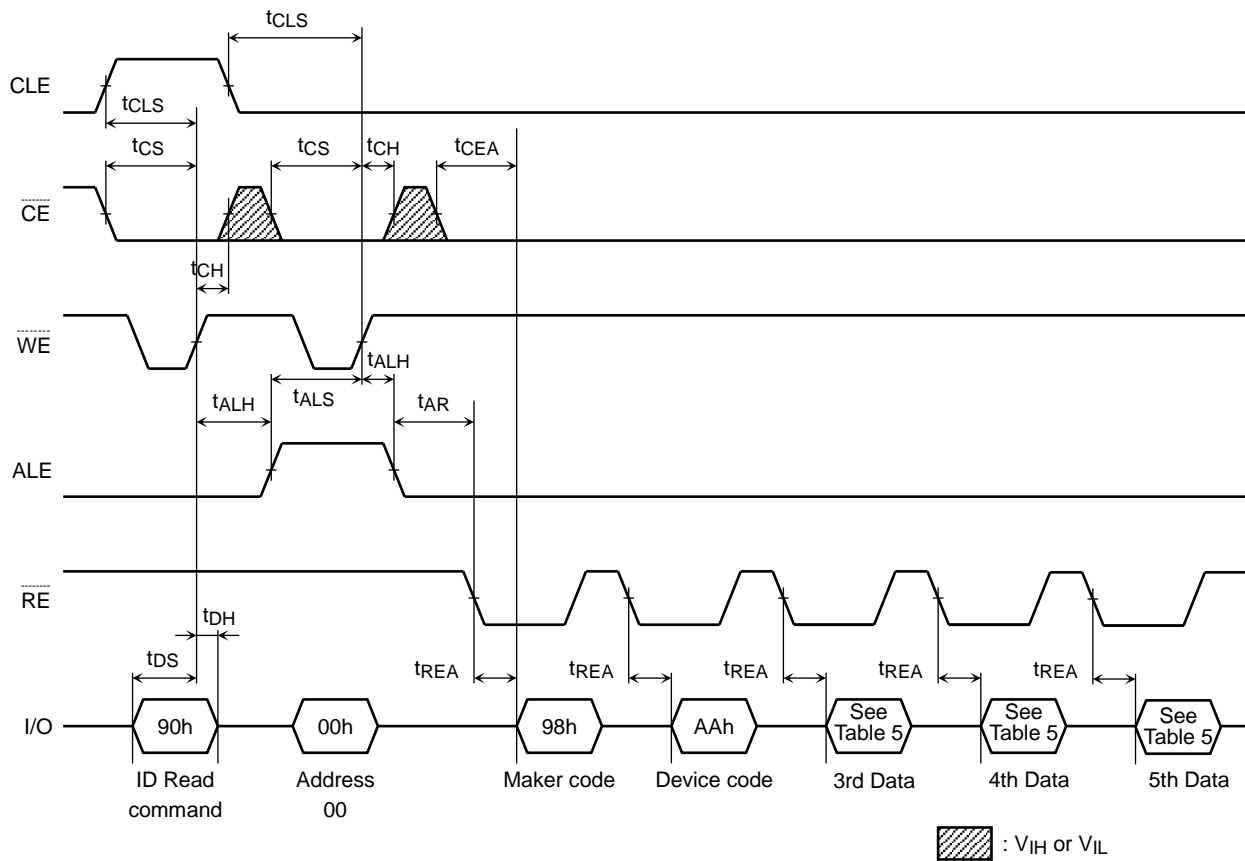 tCLS
CLE
tCLS
tCS
tCS
tCH
tCEA
CE
tCH
WE
tALH
tALH
tALS
tAR
ALE
RE
tDH
tDS
tREA
tREA
tREA
tREA
tREA
I/O
90h
00h
98h
AAh
See
Table 5
See
Table 5
See
Table 5
ID Read
command
Address
00
Maker code
Device code
3rd Data
4th Data
5th Data
: VIH or VIL